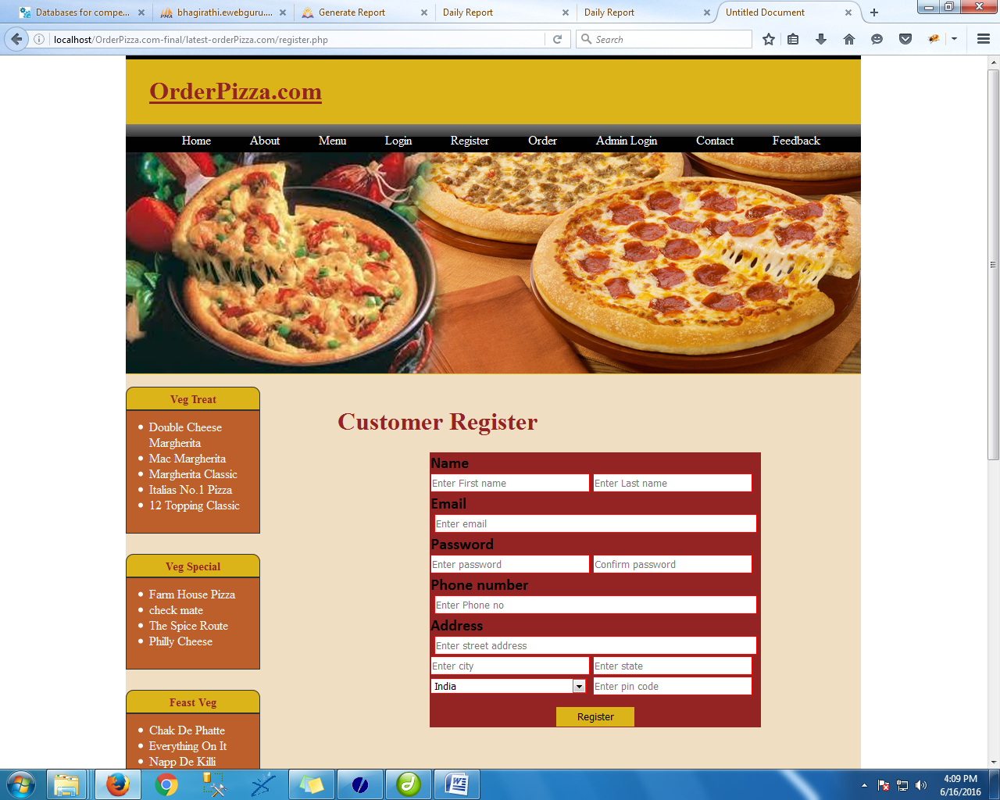 Databases for compe...
bhagirathi.ewebguru....
Generate Report
Daily Report
Daily Report
Untitled Document
localhost/OrderPizza.com-final/latest-orderPizza.com/register.php
Search
OrderPizza.com
Home About Menu Login Register Order Admin Login Contact Feedback
Veg Treat
Double Cheese
Margherita
Mac Margherita
Margherita Classic
Italias No.1 Pizza
12 Topping Classic
Veg Special
Farm House Pizza
check mate
The Spice Route
Philly Cheese
Feast Veg
Chak De Phatte
Everything On It
Napp De Killi
Customer Register
Name
Enter First name Enter Last name
Email
Enter email
Password
Enter password Confirm password
Phone number
Enter Phone no
Address
Enter street address
Enter city Enter state
India Enter pin code
Register
4:09 PM
6/16/2016